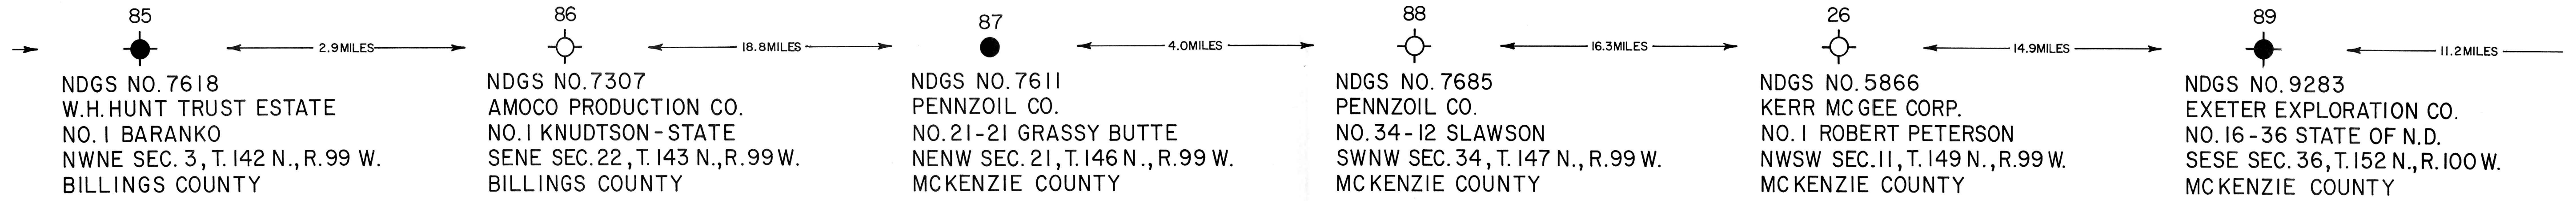 85
NDGS NO. 7618
W.H. HUNT TRUST ESTATE
NO. 1 BARANKO
NWNE SEC. 3, T. 142 N., R. 99 W.
BILLINGS COUNTY
2.9 MILES
86
NDGS NO. 7307
AMOCO PRODUCTION CO.
NO. 1 KNUDTSON-STATE
SENE SEC. 22, T. 143 N., R. 99 W.
BILLINGS COUNTY
18.8 MILES
87
NDGS NO. 7611
PENNZOIL CO.
NO. 21-21 GRASSY BUTTE
NENW SEC. 21, T. 146 N., R. 99 W.
MCKENZIE COUNTY
4.0 MILES
88
NDGS NO. 7685
PENNZOIL CO.
NO. 34-12 SLAWSON
SWNW SEC. 34, T. 147 N., R. 99 W.
MCKENZIE COUNTY
16.3 MILES
26
NDGS NO. 5866
KERR MC GEE CORP.
NO. 1 ROBERT PETERSON
NWSW SEC. 11, T. 149 N., R. 99 W.
MCKENZIE COUNTY
14.9 MILES
89
NDGS NO. 9283
EXETER EXPLORATION CO.
NO. 16-36 STATE OF N.D.
SESE SEC. 36, T. 152 N., R. 100 W.
MCKENZIE COUNTY
11.2 MILES